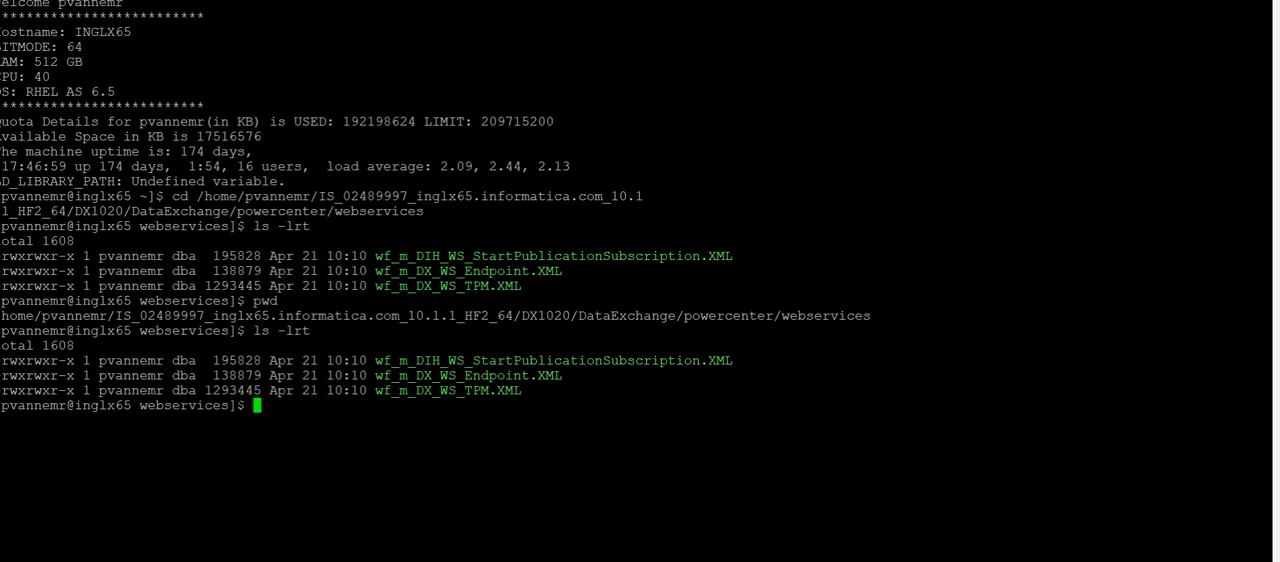 elcome pvannemr
*************************
ostname: INGLX65
ITMODE: 64
AM: 512 GB
PU: 40
S: RHEL AS 6.5
*************************
uota Details for pvannemr(in KB) is USED: 192198624 LIMIT: 209715200
vailable Space in KB is 17516576
he machine uptime is: 174 days,
17:46:59 up 174 days,  1:54, 16 users,  load average: 2.09, 2.44, 2.13
D_LIBRARY_PATH: Undefined variable.
pvannemr@inglx65 ~]$ cd /home/pvannemr/IS_02489997_inglx65.informatica.com_10.1
1_HF2_64/DX1020/DataExchange/powercenter/webservices
pvannemr@inglx65 webservices]$ ls -lrt
otal 1608
rwxrwxr-x 1 pvannemr dba  195828 Apr 21 10:10 wf_m_DIH_WS_StartPublicationSubscription.XML
rwxrwxr-x 1 pvannemr dba  138879 Apr 21 10:10 wf_m_DX_WS_Endpoint.XML
rwxrwxr-x 1 pvannemr dba 1293445 Apr 21 10:10 wf_m_DX_WS_TPM.XML
pvannemr@inglx65 webservices]$ pwd
home/pvannemr/IS_02489997_inglx65.informatica.com_10.1.1_HF2_64/DX1020/DataExchange/powercenter/webservices
pvannemr@inglx65 webservices]$ ls -lrt
otal 1608
rwxrwxr-x 1 pvannemr dba  195828 Apr 21 10:10 wf_m_DIH_WS_StartPublicationSubscription.XML
rwxrwxr-x 1 pvannemr dba  138879 Apr 21 10:10 wf_m_DX_WS_Endpoint.XML
rwxrwxr-x 1 pvannemr dba 1293445 Apr 21 10:10 wf_m_DX_WS_TPM.XML
pvannemr@inglx65 webservices]$